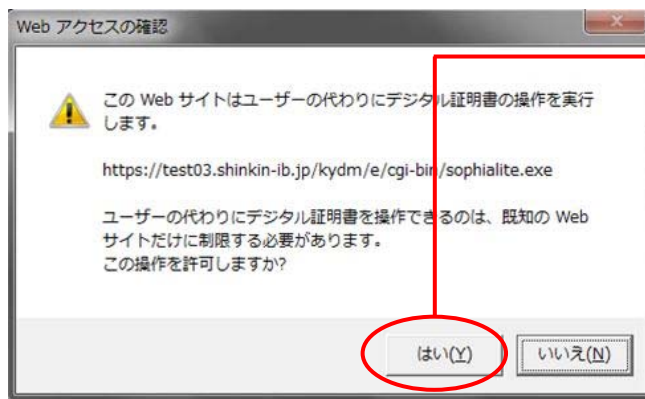 Web アクセスの確認
この Web サイトはユーザーの代わりにデジタル証明書の操作を実行
します。
https://test03.shinkin-ib.jp/kydm/e/cgi-bin/sophialite.exe
ユーザーの代わりにデジタル証明書を操作できるのは、既知の Web
サイトだけに制限する必要があります。
この操作を許可しますか?
はい(Y)
いいえ(N)